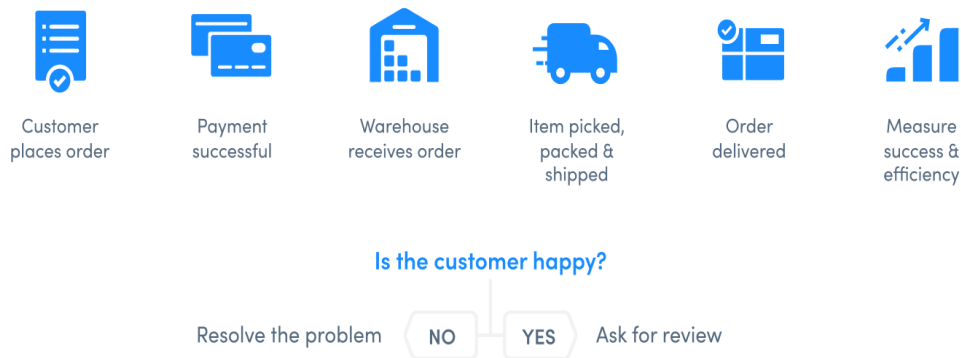 Customer
places order
Payment
successful
Warehouse
receives order
Item picked,
packed &
shipped
Order
delivered
Measure
success &
efficiency
Is the customer happy?
Resolve the problem
NO
YES
Ask for review